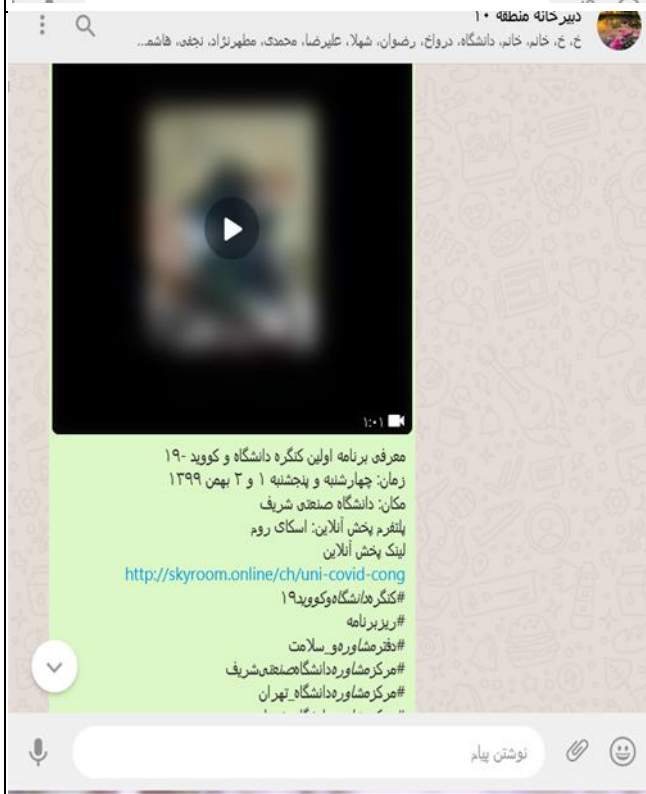 دبیرخانه منطقه ۱۰
خ، خ، خانم، خانم، دانشگاه، درواخ، رضوان، شهلا، علیرضا، محمدی، مطهرنژاد، نجفی، هاشم...
۱:۰۱
معرفی برنامه اولین کنگره دانشگاه و کووید -۱۹
زمان: چهارشنبه و پنجشنبه ۱ و ۲ بهمن ۱۳۹۹
مکان: دانشگاه صنعتی شریف
پلتفرم پخش آنلاین: اسکای روم
لینک پخش آنلاین
http://skyroom.online/ch/uni-covid-cong
#کنگره‌دانشگاه‌وکووید۱۹
#ریزبرنامه
#دفترمشاوره‌و_سلامت
#مرکزمشاوره‌دانشگاه‌صنعتی‌شریف
#مرکزمشاوره‌دانشگاه_تهران
نوشتن پیام